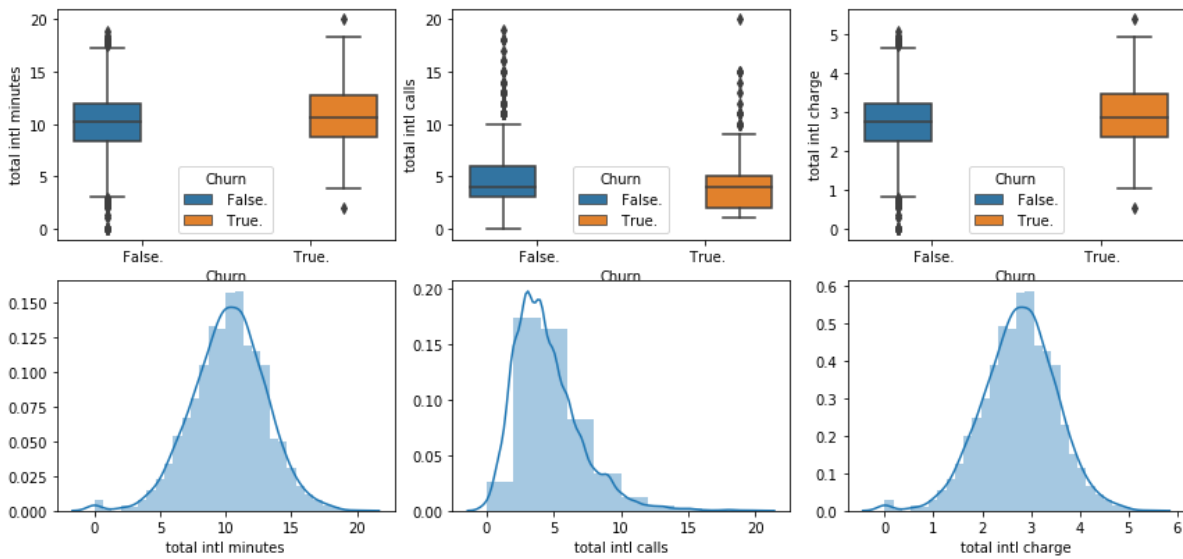 total intl minutes
20
15
10
5
0
Churn
False.
True.
False.
True.
Churn
total intl calls
20
15
10
5
0
Churn
False.
True.
False.
True.
Churn
total intl charge
5
4
3
2
1
0
Churn
False.
True.
False.
True.
Churn
0.150
0.125
0.100
0.075
0.050
0.025
0.000
0
5
10
15
20
total intl minutes
0.20
0.15
0.10
0.05
0.00
0
5
10
15
20
total intl calls
0.6
0.5
0.4
0.3
0.2
0.1
0.0
0
1
2
3
4
5
6
total intl charge